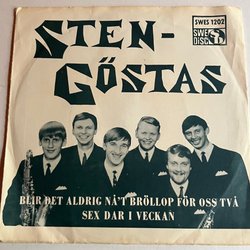 STEN-
GÖSTAS
SWES 1202
SWE
DISC
BLIR DET ALDRIG NÅ'T BRÖLLOP FÖR OSS TVÅ
SEX DAR I VECKAN